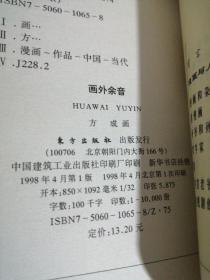 ISBN7-5060-1065-8
Ⅰ.画…
Ⅱ.方…
Ⅲ.漫画-作品-中国-当代
Ⅴ.J228.2
画外余音
HUAWAI YUYIN
方 成画
东方出版社 出版发行
(100706 北京朝阳门内大街166号)
中国建筑工业出版社印刷厂印刷 新华书店经销
1998年4月第1版 1998年4月北京第1次印刷
开本:850×1092毫米 1/32 印张5.875
字数:100千字 印数:1-10,000册
ISBN7-5060-1065-8/Z·75
定价:13.20元